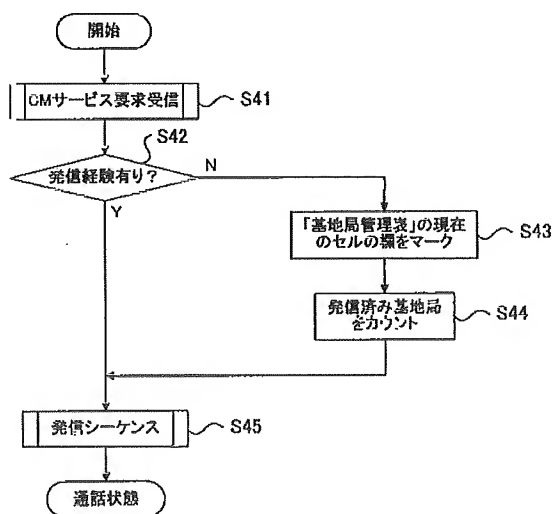 開始
CMサービス要求受信
S41
S42
発信経験有り?
N
Y
「基地局管理表」の現在
のセルの欄をマーク
S43
発信済み基地局
をカウント
S44
発信シーケンス
S45
通話状態